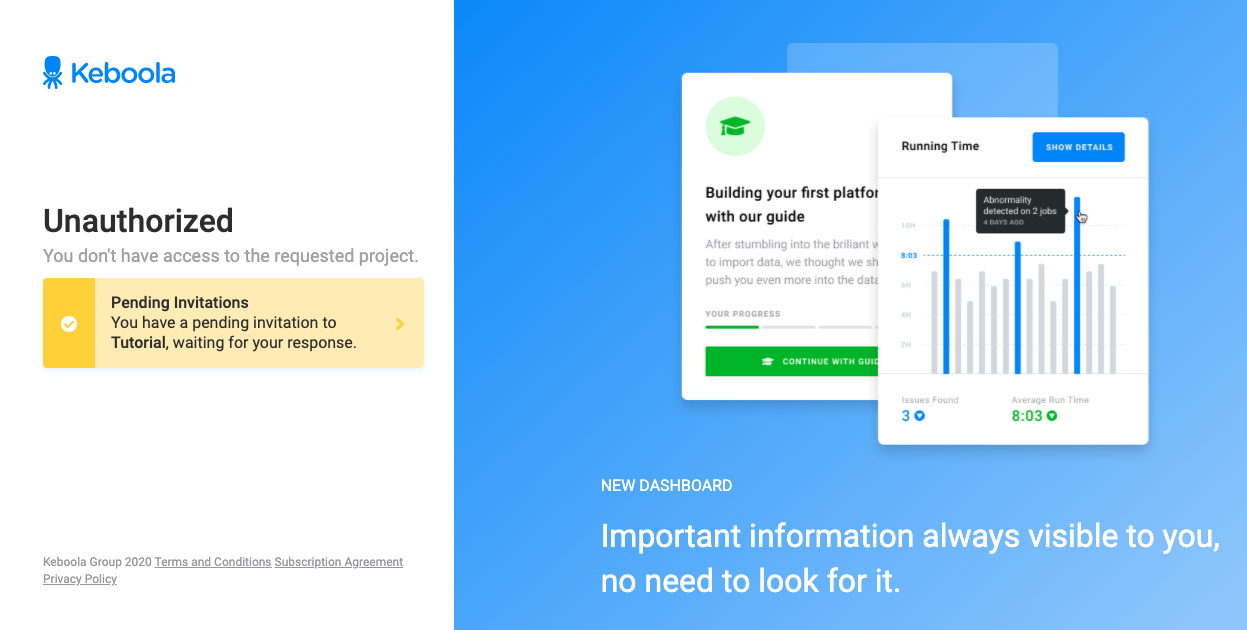 Keboola
Unauthorized
You don't have access to the requested project.
Pending Invitations
You have a pending invitation to
Tutorial, waiting for your response.
Keboola Group 2020 Terms and Conditions Subscription Agreement
Privacy Policy
Building your first platfor
with our guide
After stumbling into the briliant w
to import data, we thought we sh
push you even more into the data
YOUR PROGRESS
CONTINUE WITH GUID
Running Time
SHOW DETAILS
Abnormality
detected on 2 jobs
4 DAYS AGO
10H
8:03
6H
4H
2H
Issues Found
3
Average Run Time
8:03
NEW DASHBOARD
Important information always visible to you,
no need to look for it.